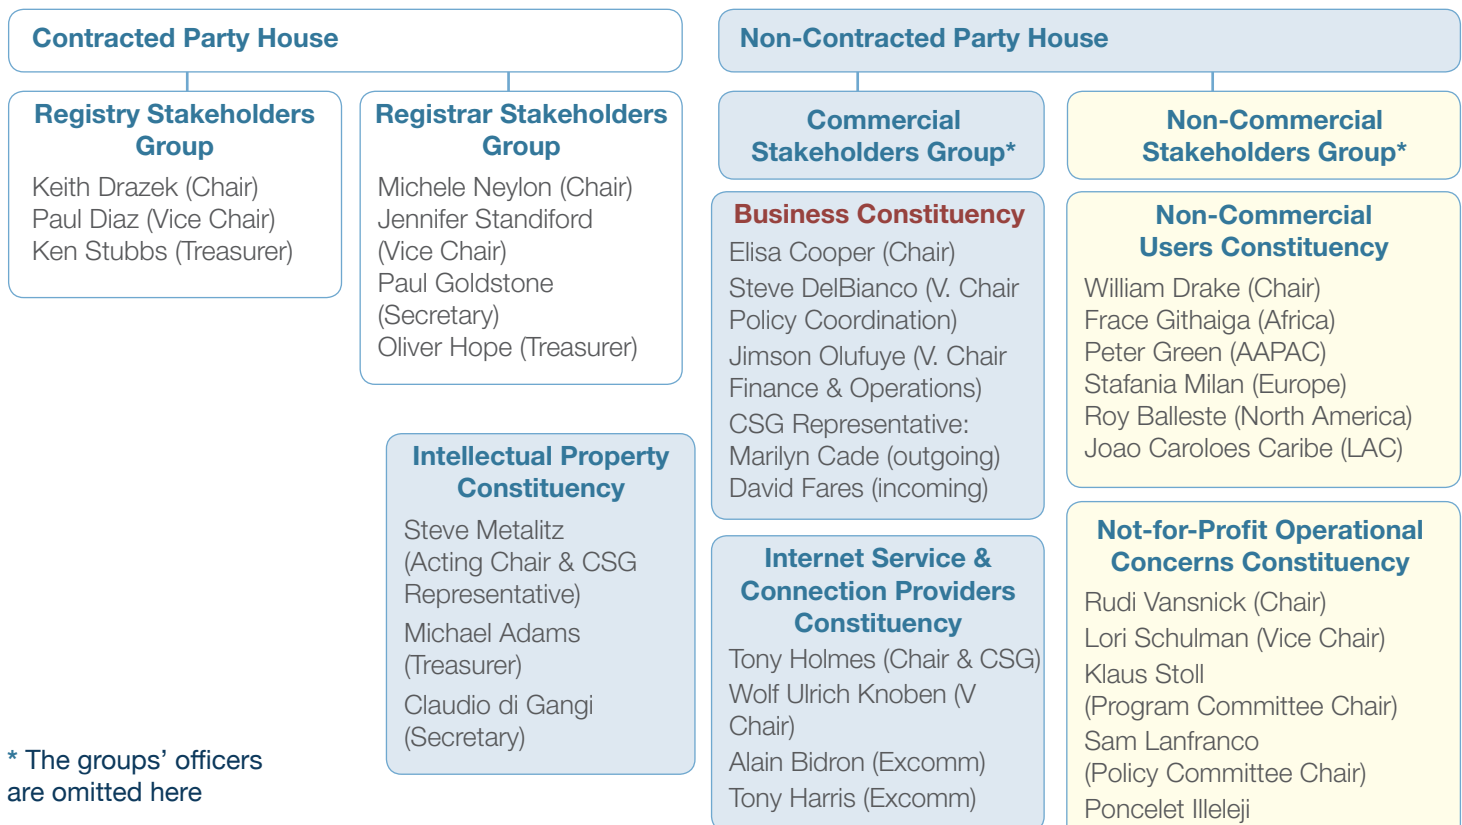 Contracted Party House
Non-Contracted Party House
Registry Stakeholders
Group
Keith Drazek (Chair)
Paul Diaz (Vice Chair)
Ken Stubbs (Treasurer)
Registrar Stakeholders
Group
Michele Neylon (Chair)
Jennifer Standiford
(Vice Chair)
Paul Goldstone
(Secretary)
Oliver Hope (Treasurer)
Commercial
Stakeholders Group*
Non-Commercial
Stakeholders Group*
Intellectual Property
Constituency
Steve Metalitz
(Acting Chair & CSG
Representative)
Michael Adams
(Treasurer)
Claudio di Gangi
(Secretary)
Business Constituency
Elisa Cooper (Chair)
Steve DelBianco (V. Chair
Policy Coordination)
Jimson Olufuye (V. Chair
Finance & Operations)
CSG Representative:
Marilyn Cade (outgoing)
David Fares (incoming)
Internet Service &
Connection Providers
Constituency
Tony Holmes (Chair & CSG)
Wolf Ulrich Knoben (V
Chair)
Alain Bidron (Excomm)
Tony Harris (Excomm)
Non-Commercial
Users Constituency
William Drake (Chair)
Frace Githaiga (Africa)
Peter Green (AAPAC)
Stafania Milan (Europe)
Roy Balleste (North America)
Joao Caroloes Caribe (LAC)
Not-for-Profit Operational
Concerns Constituency
Rudi Vansnick (Chair)
Lori Schulman (Vice Chair)
Klaus Stoll
(Program Committee Chair)
Sam Lanfranco
(Policy Committee Chair)
Poncelet Illeleji
* The groups' officers
are omitted here